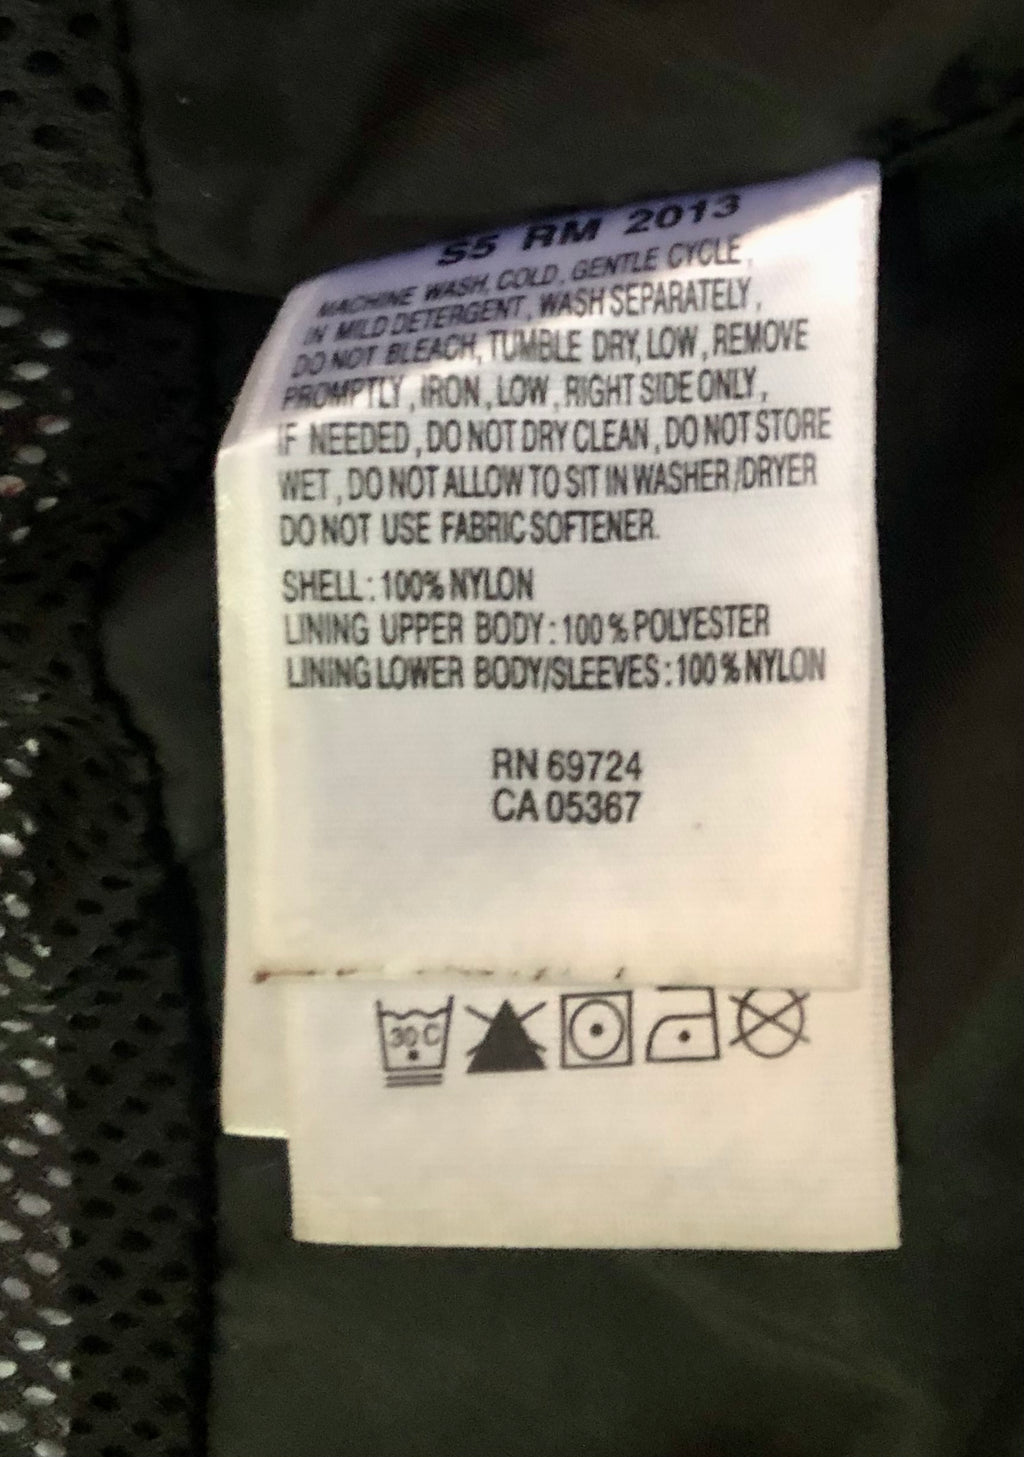 S5 RM 2013
MACHINE WASH, COLD, GENTLE CYCLE,
IN MILD DETERGENT, WASH SEPARATELY,
DO NOT BLEACH, TUMBLE DRY, LOW, REMOVE
PROMPTLY, IRON, LOW, RIGHT SIDE ONLY,
IF NEEDED, DO NOT DRY CLEAN, DO NOT STORE
WET, DO NOT ALLOW TO SIT IN WASHER/DRYER
DO NOT USE FABRIC SOFTENER.
SHELL: 100% NYLON
LINING UPPER BODY: 100% POLYESTER
LINING LOWER BODY/SLEEVES: 100% NYLON
RN 69724
CA 05367
30 C